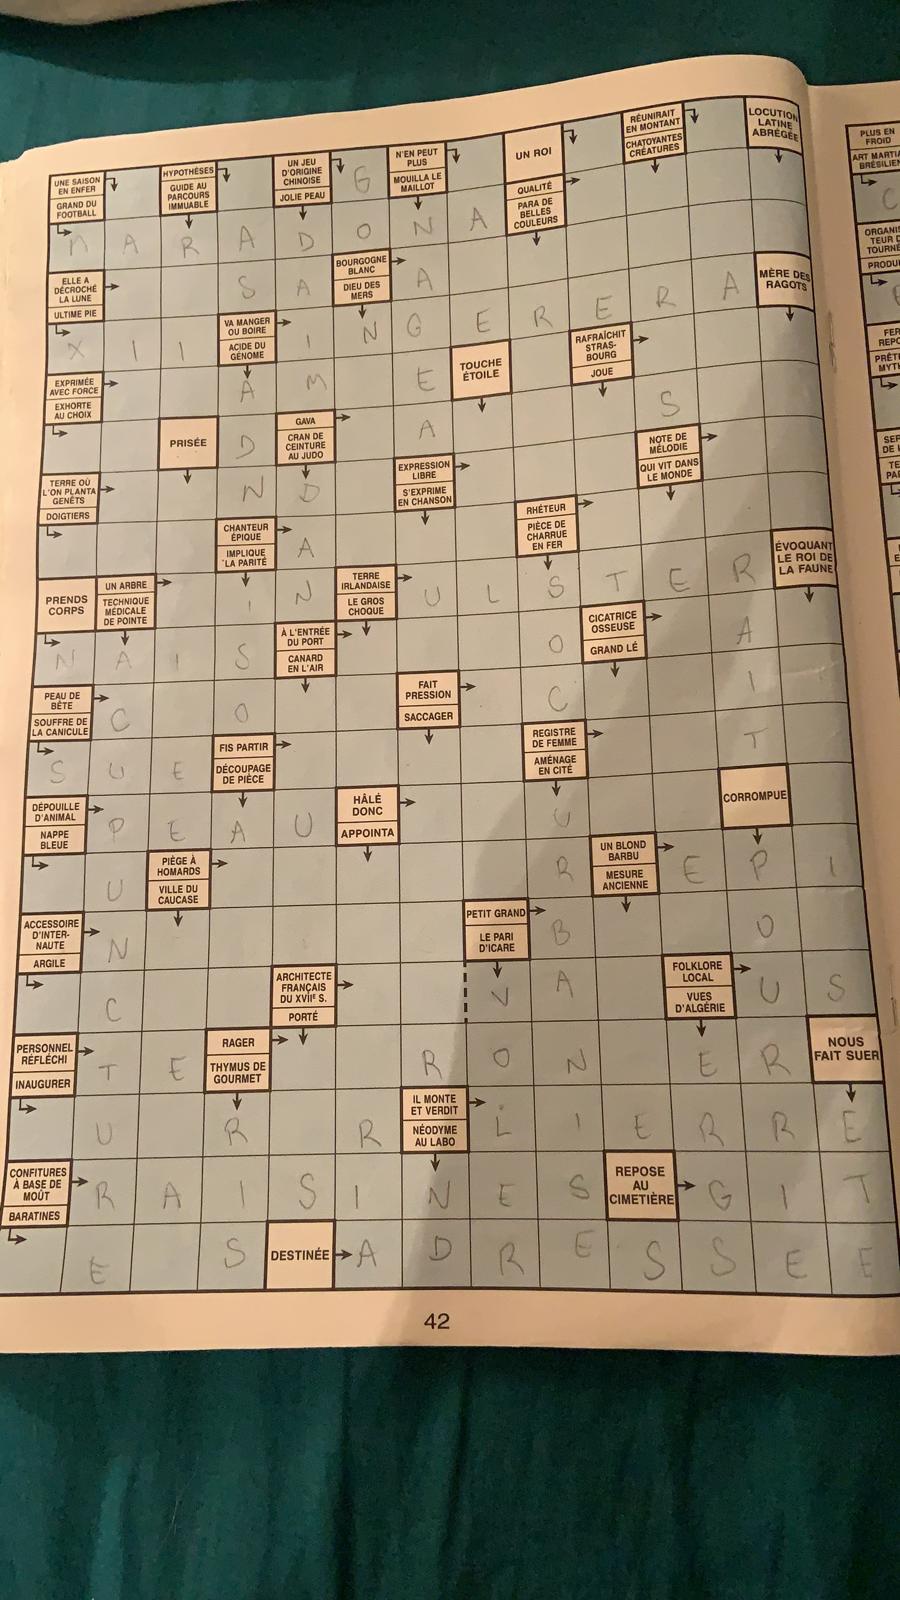 UNE SAISON
EN ENFER
GRAND DU
FOOTBALL
HYPOTHÈSES
GUIDE AU
PARCOURS
IMMUABLE
UN JEU
D'ORIGINE
CHINOISE
JOLIE PEAU
G
N'EN PEUT
PLUS
MOUILLA LE
MAILLOT
UN ROI
QUALITÉ
PARA DE
BELLES
COULEURS
RÉUNIRAIT
EN MONTANT
CHATOYANTES
CRÉATURES
LOCUTION
LATINE
ABRÉGÉE
M A R A D O N A
ELLE A
DÉCROCHÉ
LA LUNE
ULTIME PIE
S A
BOURGOGNE
BLANC
DIEU DES
MERS
A
MÈRE DES
RAGOTS
X I I
VA MANGER
OU BOIRE
ACIDE DU
GÉNOME
I N G E R E R A
EXPRIMÉE
AVEC FORCE
EXHORTE
AU CHOIX
A M E
TOUCHE
ÉTOILE
RAFRAÎCHIT
STRAS-
BOURG
JOUE
S
PRISÉE
D
GAVA
CRAN DE
CEINTURE
AU JUDO
A
NOTE DE
MÉLODIE
QUI VIT DANS
LE MONDE
TERRE OÙ
L'ON PLANTA
GENÊTS
DOIGTIERS
N D
EXPRESSION
LIBRE
S'EXPRIME
EN CHANSON
CHANTEUR
ÉPIQUE
IMPLIQUE
LA PARITÉ
A
RHÉTEUR
PIÈCE DE
CHARRUE
EN FER
ÉVOQUANT
LE ROI DE
LA FAUNE
PRENDS
CORPS
UN ARBRE
TECHNIQUE
MÉDICALE
DE POINTE
I N
TERRE
IRLANDAISE
LE GROS
CHOQUE
U L S T E R
N A I S
À L'ENTRÉE
DU PORT
CANARD
EN L'AIR
O
CICATRICE
OSSEUSE
GRAND LÉ
A
PEAU DE
BÊTE
SOUFFRE DE
LA CANICULE
C O
FAIT
PRESSION
SACCAGER
C I
S U E
FIS PARTIR
DÉCOUPAGE
DE PIÈCE
REGISTRE
DE FEMME
AMÉNAGE
EN CITÉ
T
DÉPOUILLE
D'ANIMAL
NAPPE
BLEUE
P E A U
HÂLÉ
DONC
APPOINTA
U
CORROMPUE
U
PIÈGE À
HOMARDS
VILLE DU
CAUCASE
R
UN BLOND
BARBU
MESURE
ANCIENNE
E P I
ACCESSOIRE
D'INTER-
NAUTE
ARGILE
N
PETIT GRAND
LE PARI
D'ICARE
B O
C
ARCHITECTE
FRANÇAIS
DU XVIIE S.
PORTÉ
V A
FOLKLORE
LOCAL
VUES
D'ALGÉRIE
U S
PERSONNEL
RÉFLÉCHI
INAUGURER
T E
RAGER
THYMUS DE
GOURMET
R O N E R
NOUS
FAIT SUER
U R R
IL MONTE
ET VERDIT
NÉODYME
AU LABO
L I E R R E
CONFITURES
À BASE DE
MOÛT
BARATINES
R A I S I N E S
REPOSE
AU
CIMETIÈRE
G I T
E S
DESTINÉE
A D R E S S E E
42
PLUS EN
FROID